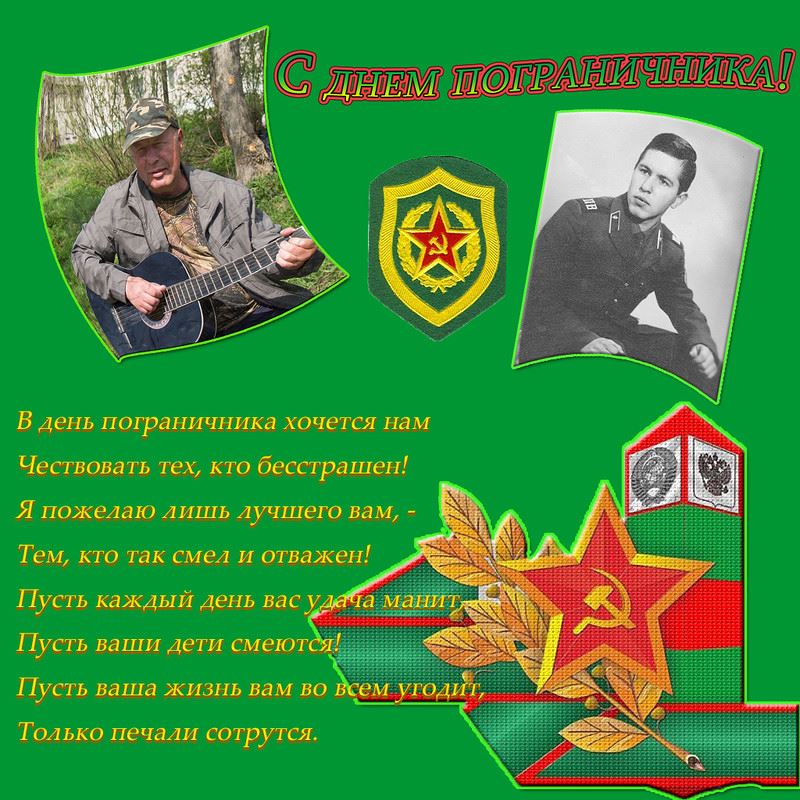 С ДНЕМ ПОГРАНИЧНИКА!
В день пограничника хочется нам
Чествовать тех, кто бесстрашен!
Я пожелаю лишь лучшего вам, -
Тем, кто так смел и отважен!
Пусть каждый день вас удача манит,
Пусть ваши дети смеются!
Пусть ваша жизнь вам во всем угодит,
Только печали сотрутся.